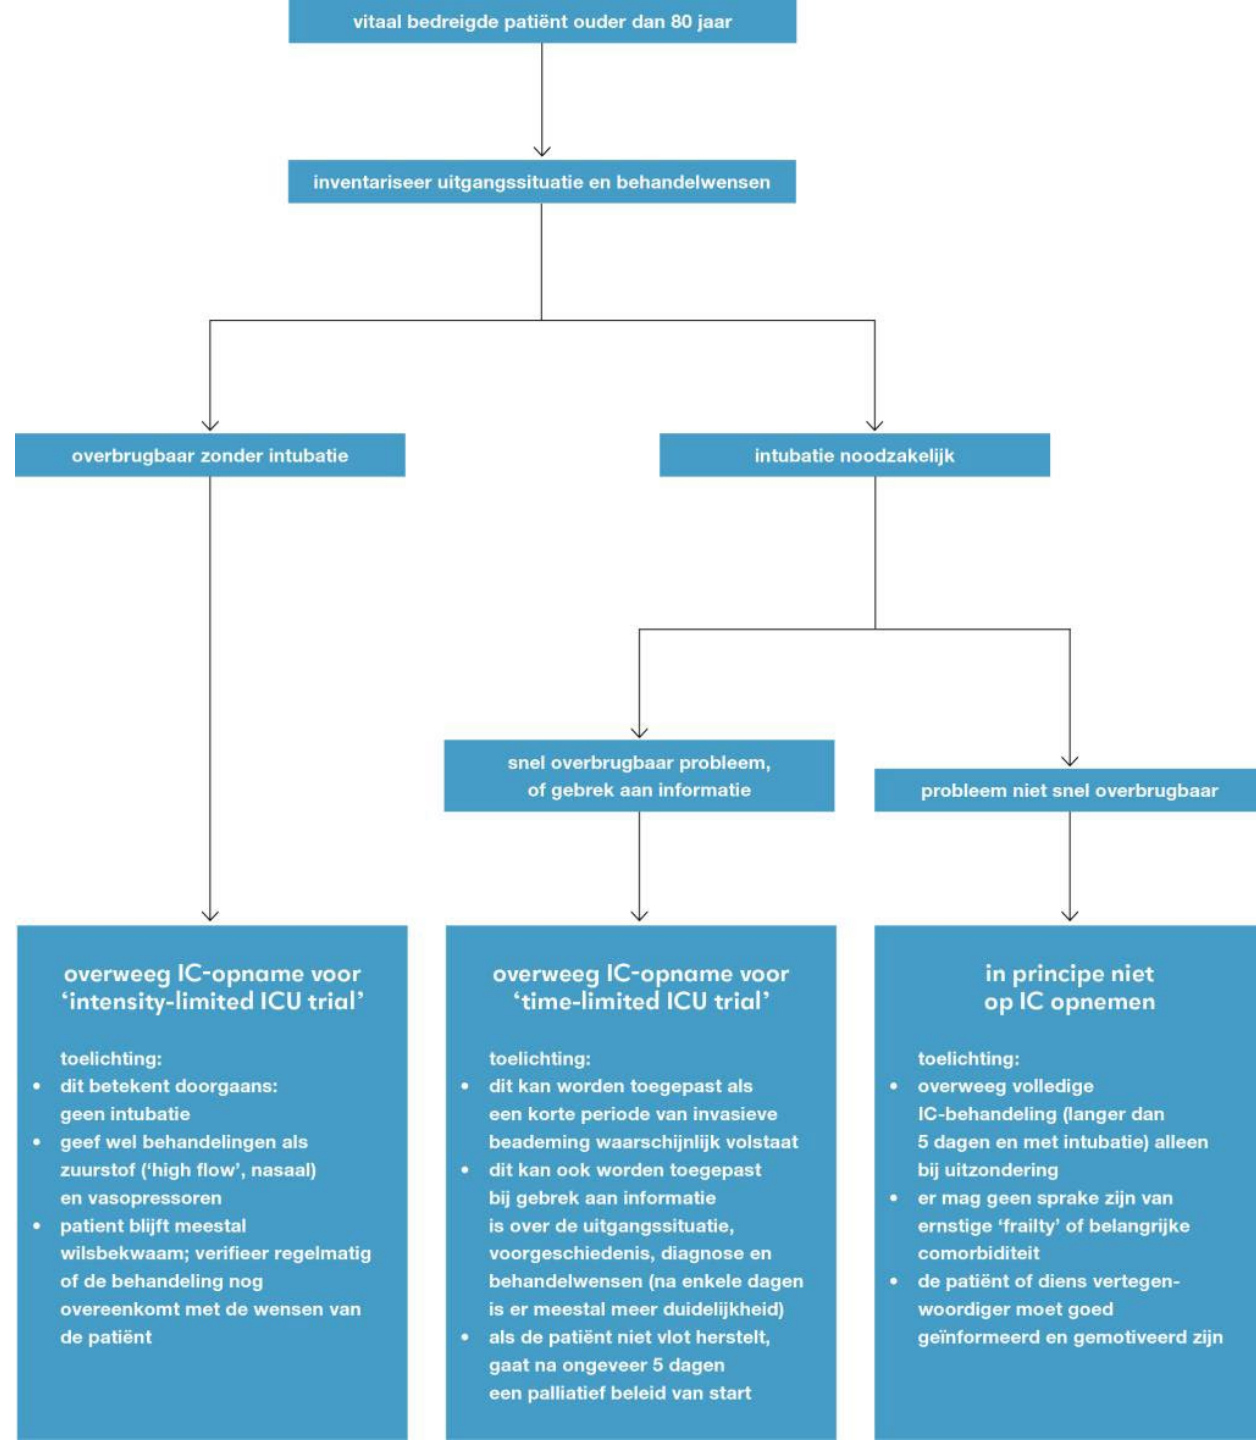 vitaal bedreigde patiënt ouder dan 80 jaar
inventariseer uitgangssituatie en behandelwensen
overbrugbaar zonder intubatie
intubatie noodzakelijk
snel overbrugbaar probleem,
of gebrek aan informatie
probleem niet snel overbrugbaar
overweeg IC-opname voor
‘intensity-limited ICU trial’
toelichting:
• dit betekent doorgaans:
geen intubatie
• geef wel behandelingen als
zuurstof (‘high flow’, nasaal)
en vasopressoren
• patient blijft meestal
wilsbekwaam; verifieer regelmatig
of de behandeling nog
overeenkomt met de wensen van
de patiënt
overweeg IC-opname voor
‘time-limited ICU trial’
toelichting:
• dit kan worden toegepast als
een korte periode van invasieve
beademing waarschijnlijk volstaat
• dit kan ook worden toegepast
bij gebrek aan informatie
is over de uitgangssituatie,
voorgeschiedenis, diagnose en
behandelwensen (na enkele dagen
is er meestal meer duidelijkheid)
• als de patiënt niet vlot herstelt,
gaat na ongeveer 5 dagen
een palliatief beleid van start
in principe niet
op IC opnemen
toelichting:
• overweeg volledige
IC-behandeling (langer dan
5 dagen en met intubatie) alleen
bij uitzondering
• er mag geen sprake zijn van
ernstige ‘frailty’ of belangrijke
comorbiditeit
• de patiënt of diens vertegen-
woordiger moet goed
geïnformeerd en gemotiveerd zijn